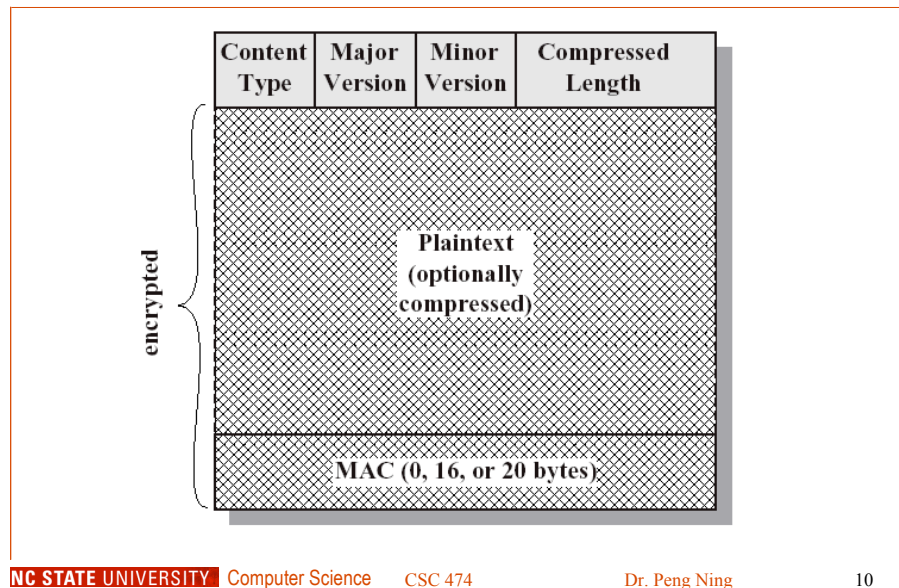 Content Type
Major Version
Minor Version
Compressed Length
encrypted
Plaintext
(optionally
compressed)
MAC (0, 16, or 20 bytes)
NC STATE UNIVERSITY Computer Science CSC 474 Dr. Peng Ning 10